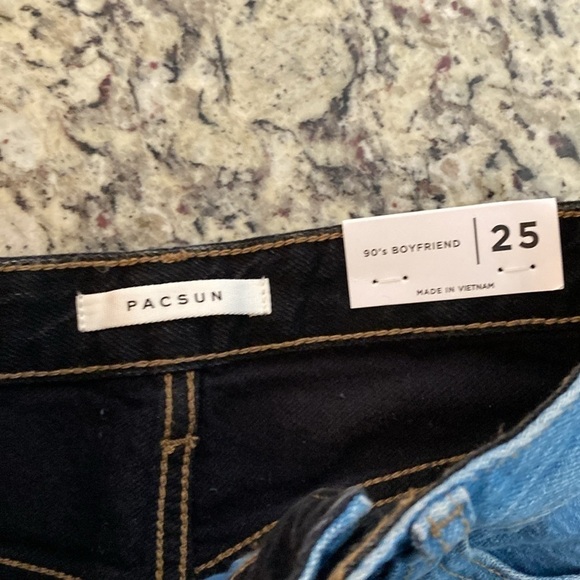 PACSUN
90's BOYFRIEND
25
MADE IN VIETNAM